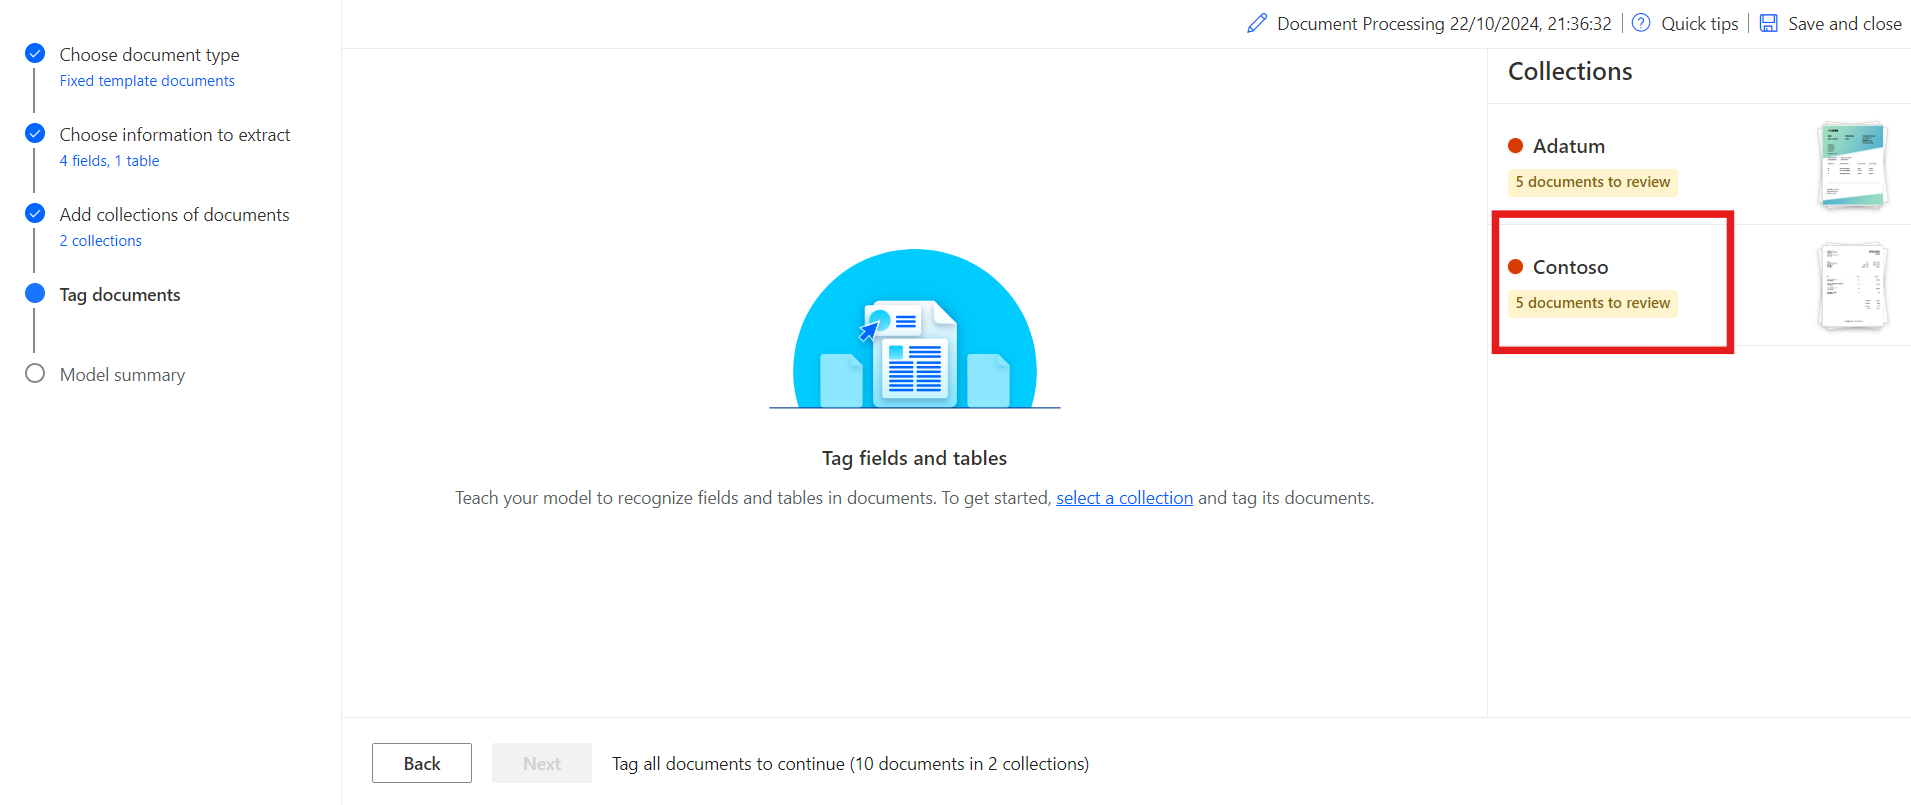 Document Processing 22/10/2024, 21:36:32
Quick tips
Save and close
Choose document type
Fixed template documents
Choose information to extract
4 fields, 1 table
Add collections of documents
2 collections
Tag documents
Model summary
Tag fields and tables
Teach your model to recognize fields and tables in documents. To get started, select a collection and tag its documents.
Collections
Adatum
5 documents to review
Contoso
5 documents to review
Back
Next
Tag all documents to continue (10 documents in 2 collections)